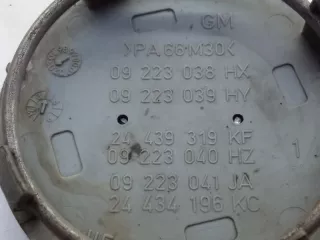 GM
>PA 66-M30<
09 223 038 HX
09 223 039 HY
24 439 319 KF
09 223 040 HZ
09 223 041 JA
24 434 196 KC
1